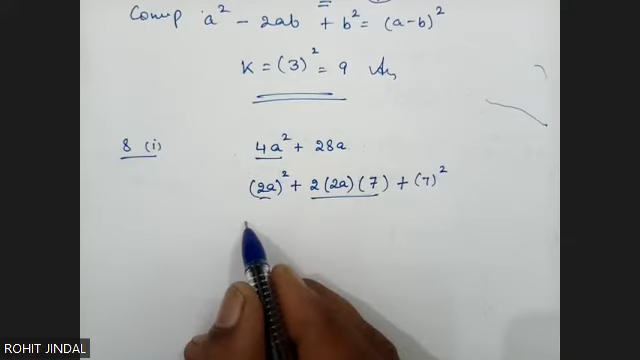 Comp a² - 2ab + b² = (a-b)²
K = (3)² = 9 Ans
8 (i) 4a² + 28a
(2a)² + 2(2a)(7) + (7)²
ROHIT JINDAL